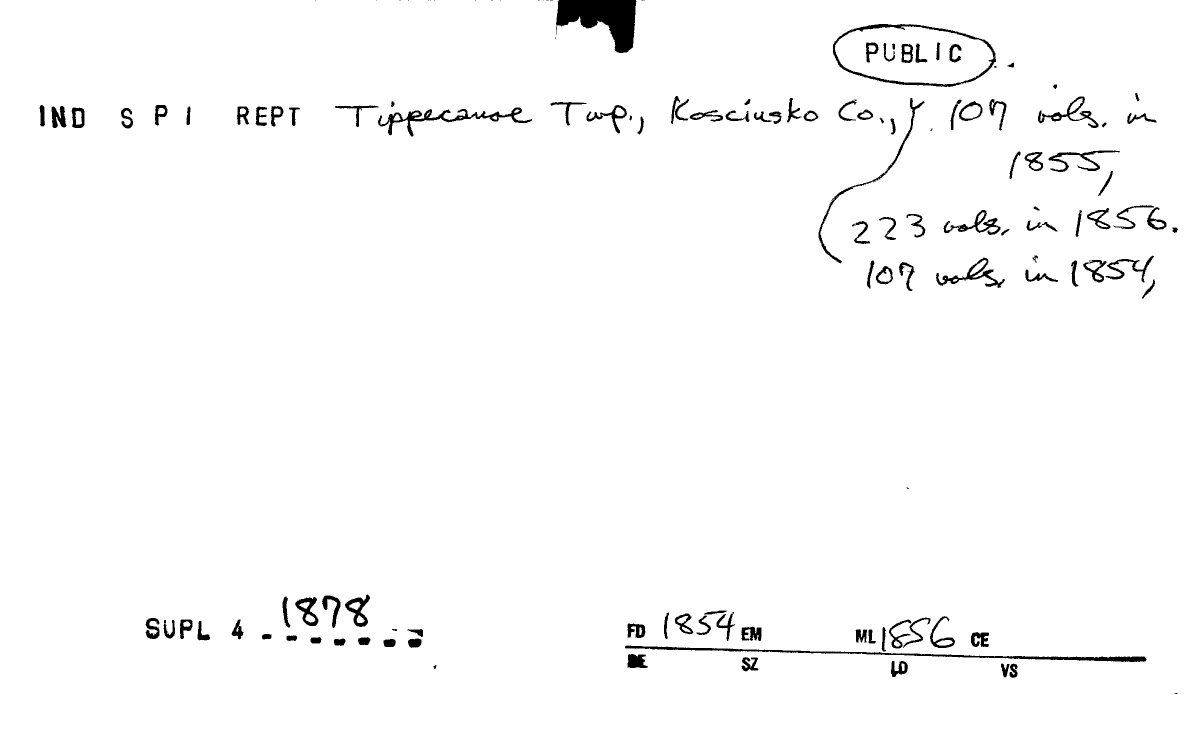 PUBLIC
IND S P I REPT Tippecanoe Twp., Kosciusko Co., 107 vols. in
1855,
223 vols. in 1856.
107 vols. in 1854,
SUPL 4 1878
FD 1854 EM ML 1856 CE
DE SZ LO VS